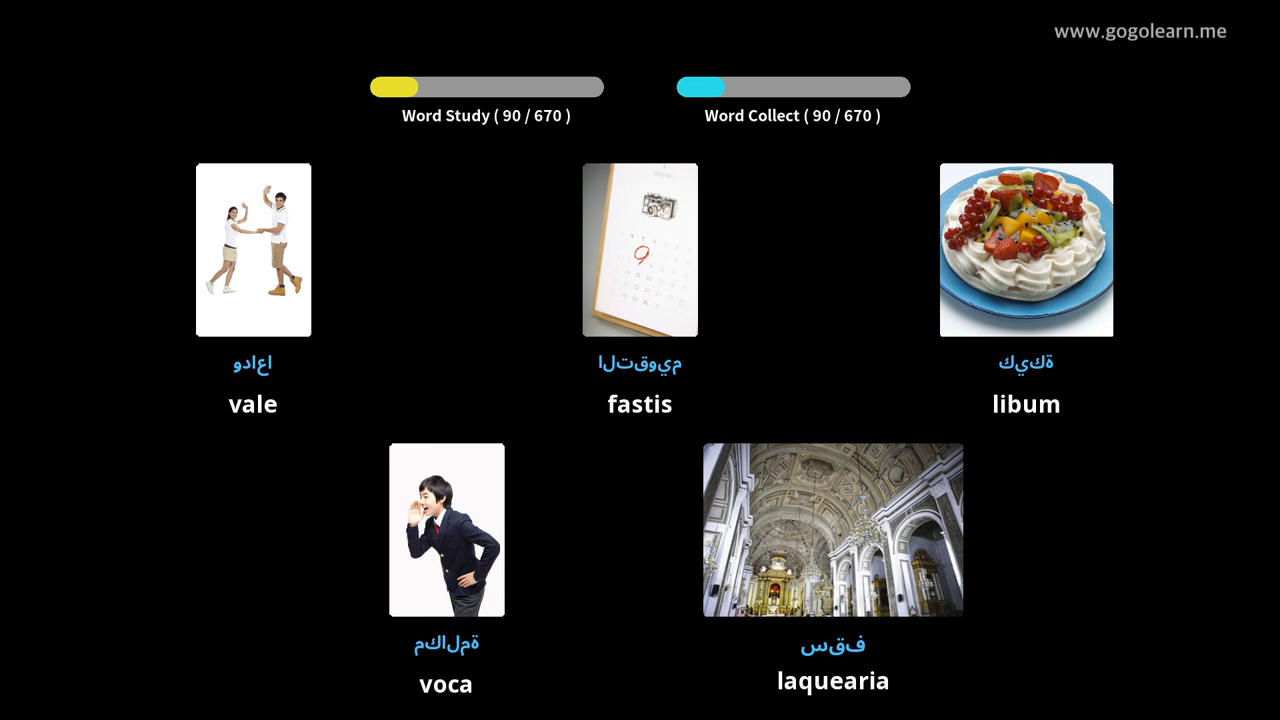 www.gogolearn.me
Word Study ( 90 / 670 )
Word Collect ( 90 / 670 )
وداعا
التقويم
كيكة
vale
fastis
libum
مكالمة
سقف
voca
laquearia